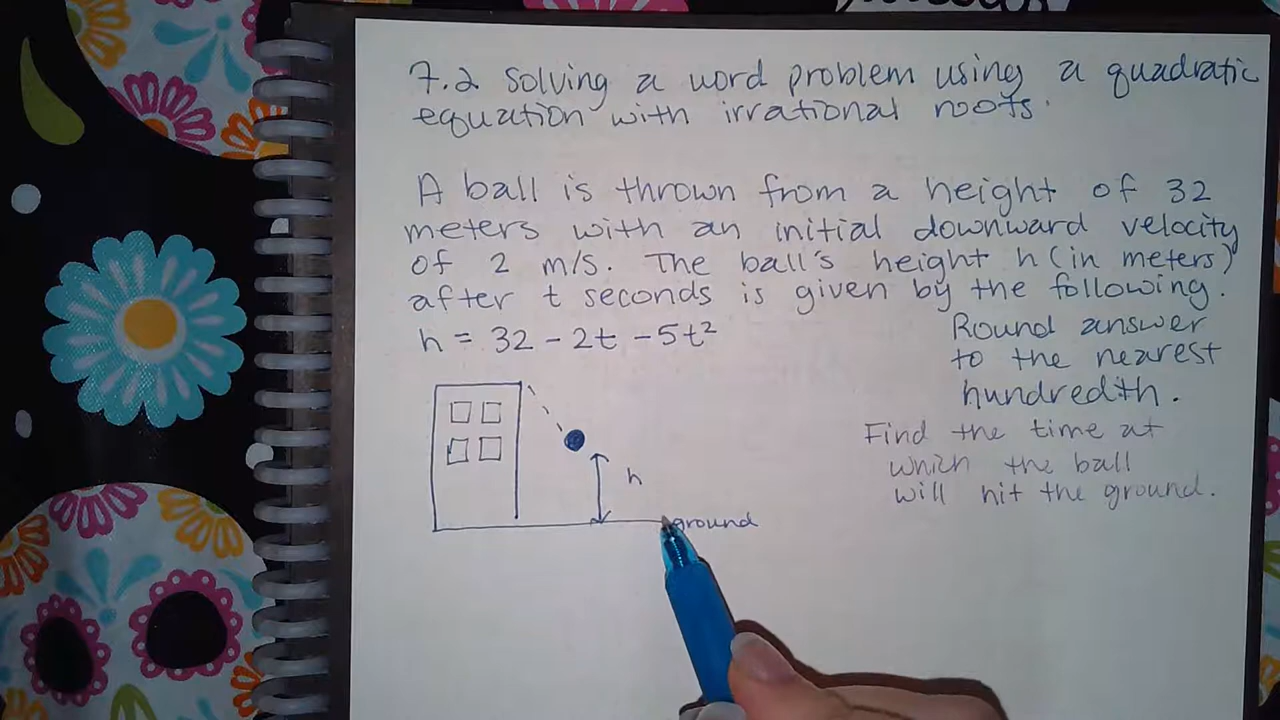 7.2 Solving a word problem using a quadratic
equation with irrational roots.
A ball is thrown from a height of 32
meters with an initial downward velocity
of 2 m/s. The ball's height h (in meters)
after t seconds is given by the following.
h = 32 - 2t - 5t²
Round answer
to the nearest
hundredth.
Find the time at
which the ball
will hit the ground.
h
ground